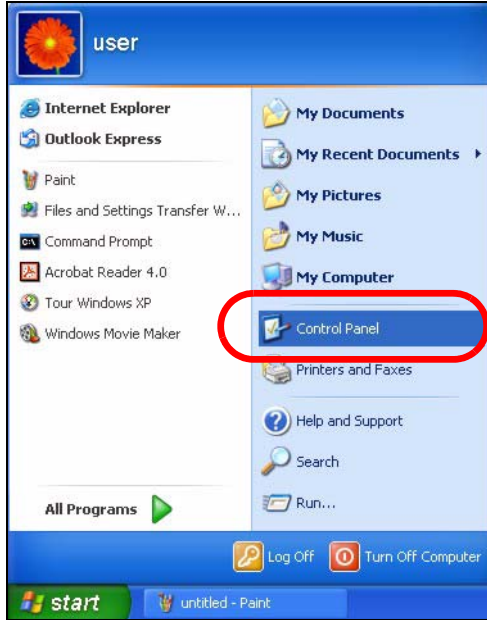 user
Internet Explorer
Outlook Express
Paint
Files and Settings Transfer W...
Command Prompt
Acrobat Reader 4.0
Tour Windows XP
Windows Movie Maker
All Programs
My Documents
My Recent Documents
My Pictures
My Music
My Computer
Control Panel
Printers and Faxes
Help and Support
Search
Run...
Log Off
Turn Off Computer
start
untitled - Paint